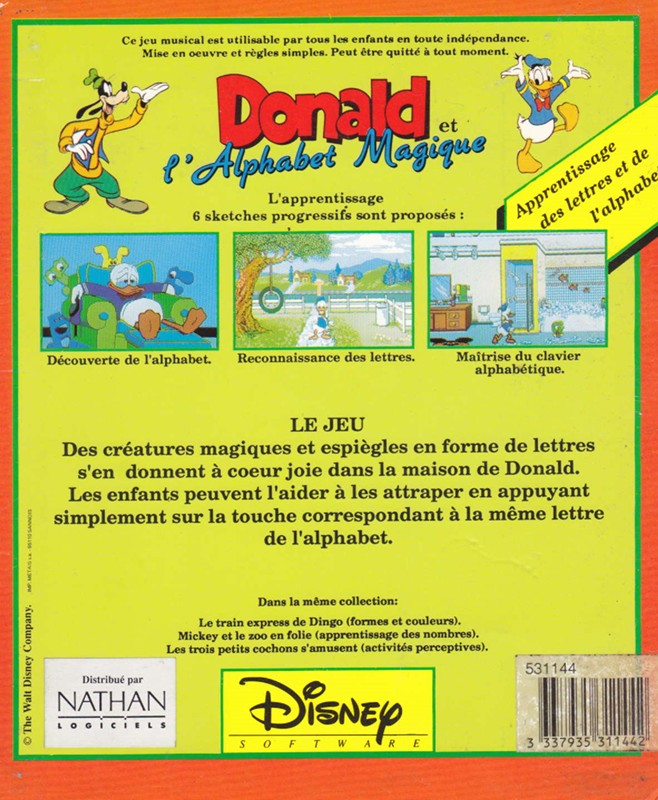 Ce jeu musical est utilisable par tous les enfants en toute indépendance.
Mise en oeuvre et règles simples. Peut être quitté à tout moment.
Donald et
l'Alphabet Magique
Apprentissage
des lettres et de
l'alphabe
L'apprentissage
6 sketches progressifs sont proposés :
Découverte de l'alphabet.
Reconnaissance des lettres.
Maîtrise du clavier
alphabétique.
LE JEU
Des créatures magiques et espiègles en forme de lettres
s'en donnent à coeur joie dans la maison de Donald.
Les enfants peuvent l'aider à les attraper en appuyant
simplement sur la touche correspondant à la même lettre
de l'alphabet.
Dans la même collection:
Le train express de Dingo (formes et couleurs).
Mickey et le zoo en folie (apprentissage des nombres).
Les trois petits cochons s'amusent (activités perceptives).
© The Walt Disney Company.
Distribué par
NATHAN
LOGICIELS
Disney
SOFTWARE
531144
3 337935 311442